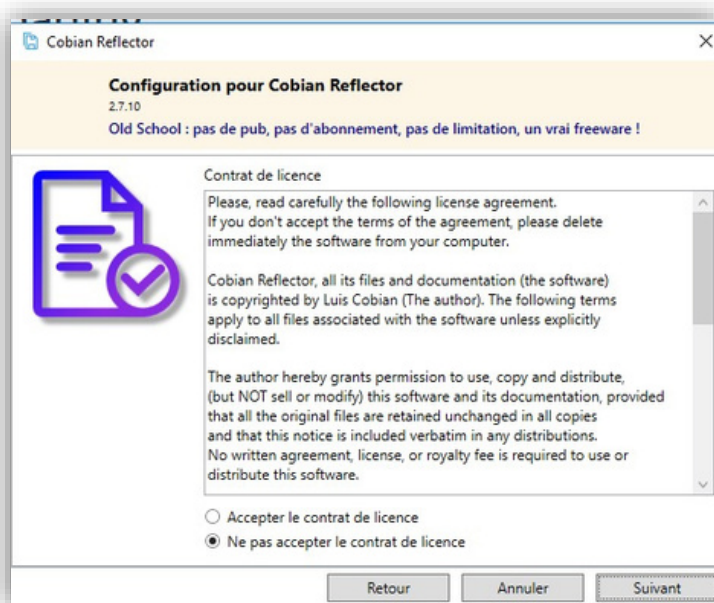 Cobian Reflector
Configuration pour Cobian Reflector
2.7.10
Old School : pas de pub, pas d'abonnement, pas de limitation, un vrai freeware !
Contrat de licence
Please, read carefully the following license agreement.
If you don't accept the terms of the agreement, please delete
immediately the software from your computer.
Cobian Reflector, all its files and documentation (the software)
is copyrighted by Luis Cobian (The author). The following terms
apply to all files associated with the software unless explicitly
disclaimed.
The author hereby grants permission to use, copy and distribute,
(but NOT sell or modify) this software and its documentation, provided
that all the original files are retained unchanged in all copies
and that this notice is included verbatim in any distributions.
No written agreement, license, or royalty fee is required to use or
distribute this software.
Accepter le contrat de licence
Ne pas accepter le contrat de licence
Retour
Annuler
Suivant